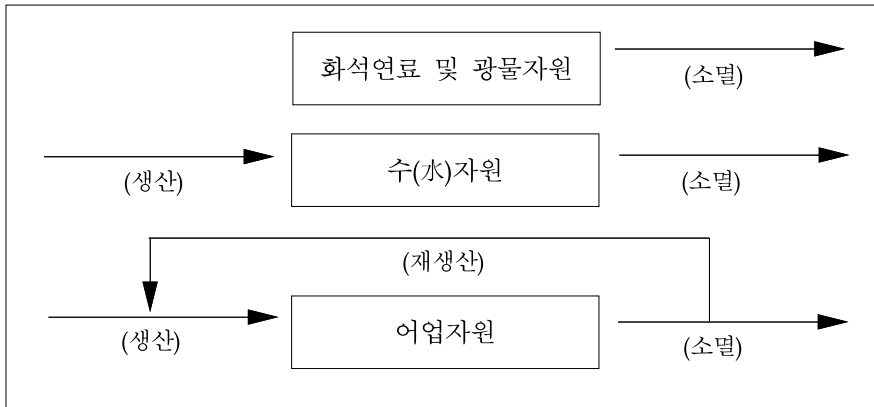 화석연료 및 광물자원
(소멸)
수(水)자원
(생산)
(소멸)
(재생산)
어업자원
(생산)
(소멸)